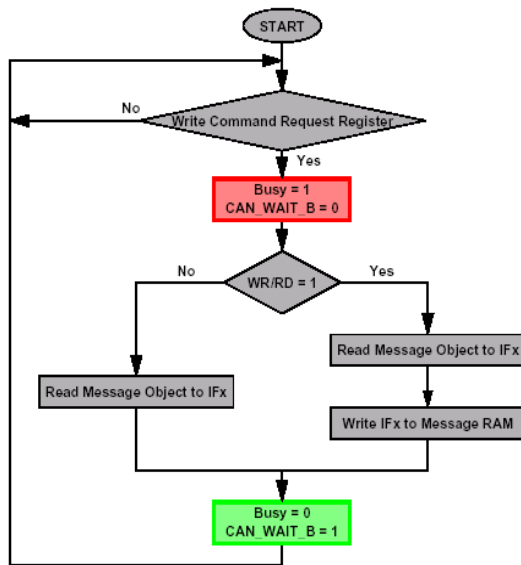 START
No
Write Command Request Register
Yes
Busy = 1
CAN_WAIT_B = 0
No
WR/RD = 1
Yes
Read Message Object to IFx
Read Message Object to IFx
Write IFx to Message RAM
Busy = 0
CAN_WAIT_B = 1